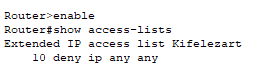 Router>enable
Router#show access-lists
Extended IP access list Kifelezart
    10 deny ip any any